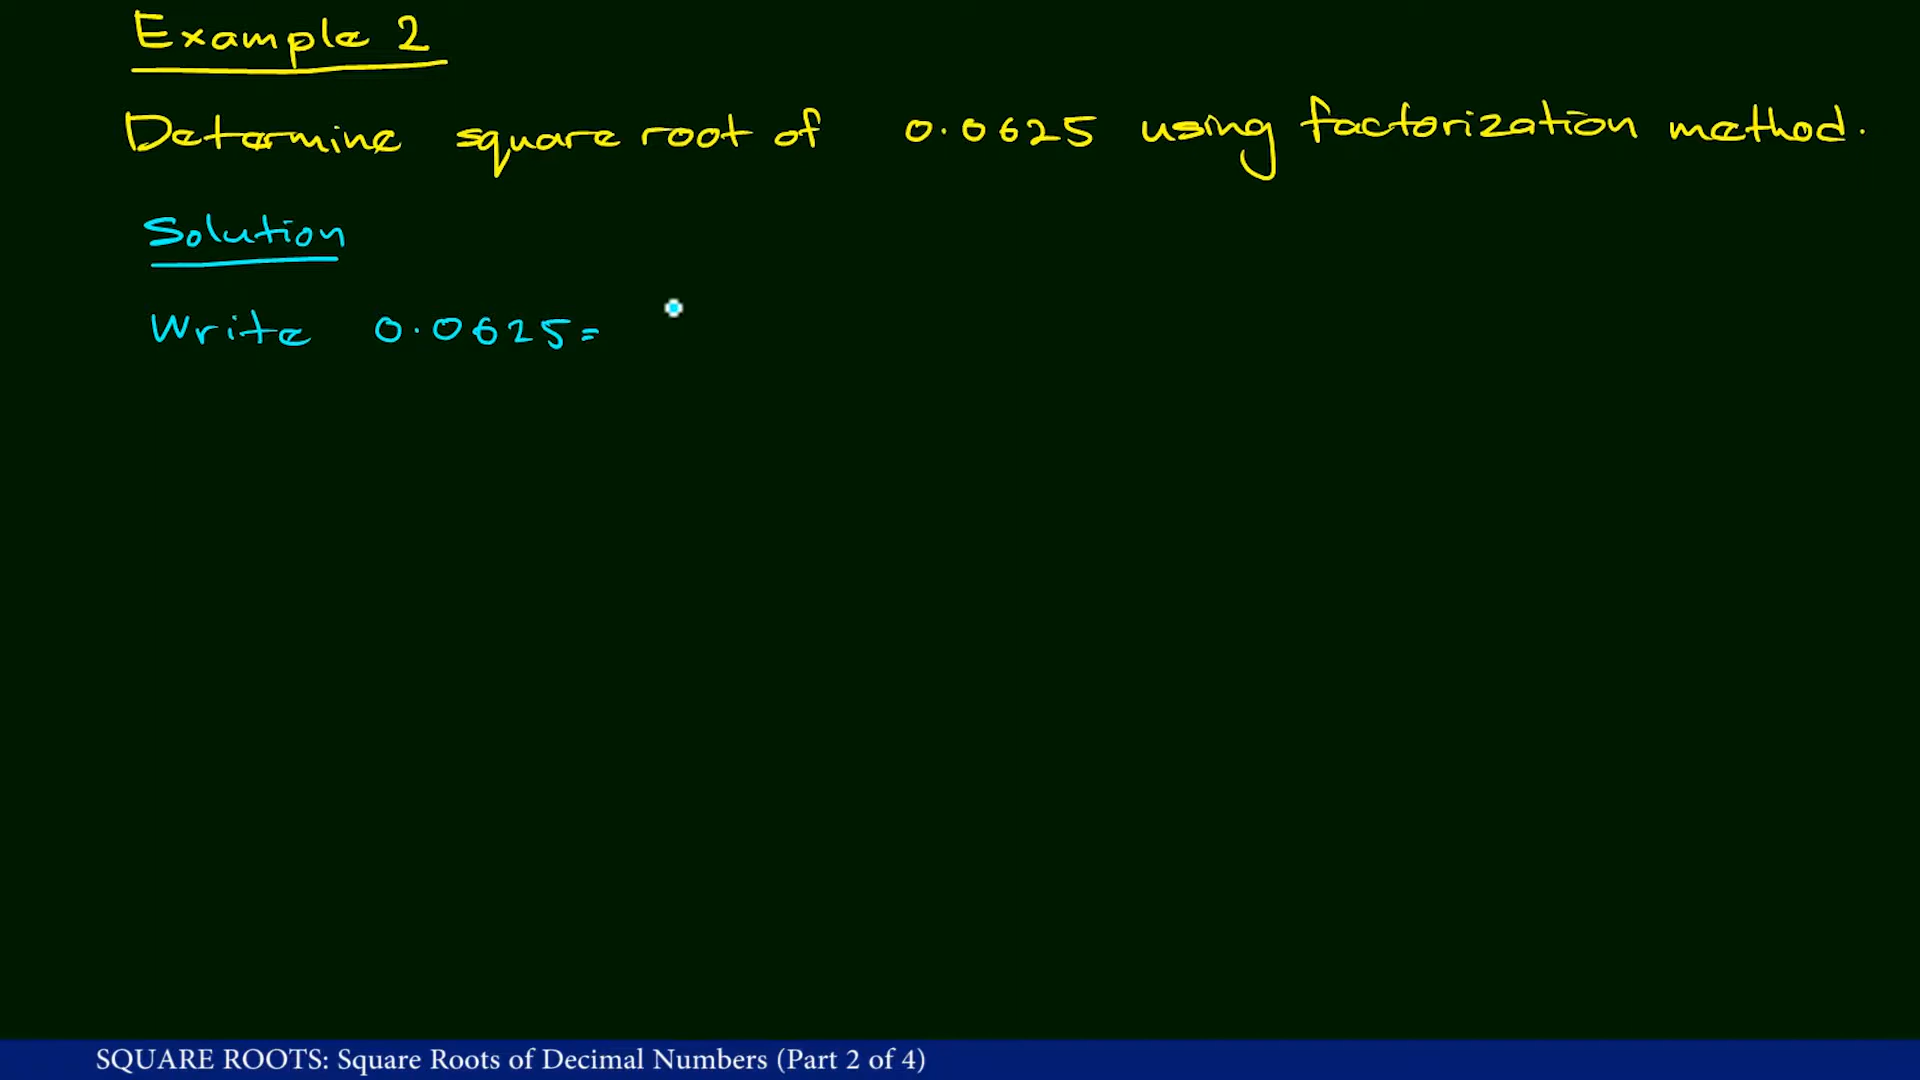 Example 2
Determine square root of 0.0625 using factorization method.
Solution
Write 0.0625=
SQUARE ROOTS: Square Roots of Decimal Numbers (Part 2 of 4)